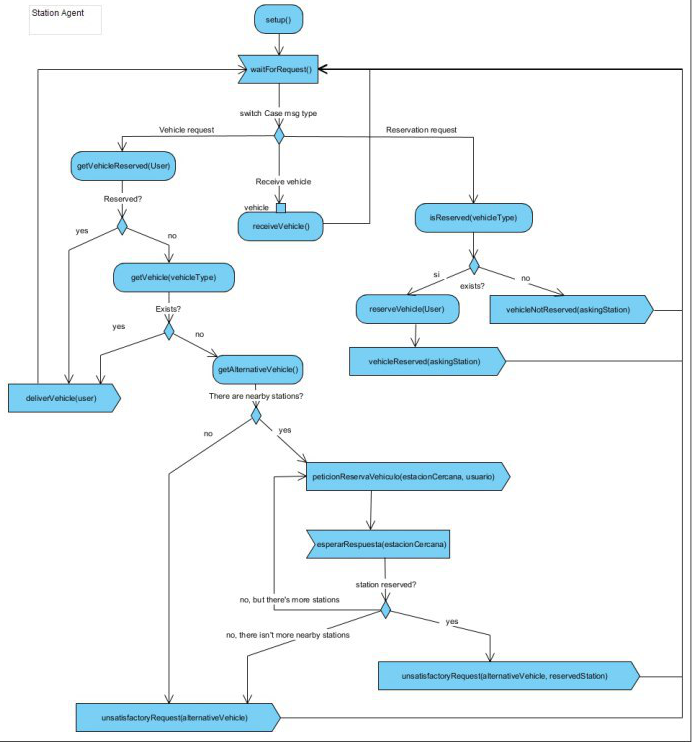 Station Agent
setup()
waitForRequest()
switch Case msg type
Vehicle request
Reservation request
getVehicleReserved(User)
Receive vehicle
Reserved?
vehicle
receiveVehicle()
isReserved(vehicleType)
yes
no
getVehicle(vehicleType)
si
exists?
no
Exists?
reserveVehicle(User)
vehicleNotReserved(askingStation)
yes
no
vehicleReserved(askingStation)
getAlternativeVehicle()
deliverVehicle(user)
There are nearby stations?
no
yes
peticionReservaVehiculo(estacionCercana, usuario)
esperarRespuesta(estacionCercana)
station reserved?
no, but there's more stations
yes
no, there isn't more nearby stations
unsatisfactoryRequest(alternativeVehicle, reservedStation)
unsatisfactoryRequest(alternativeVehicle)